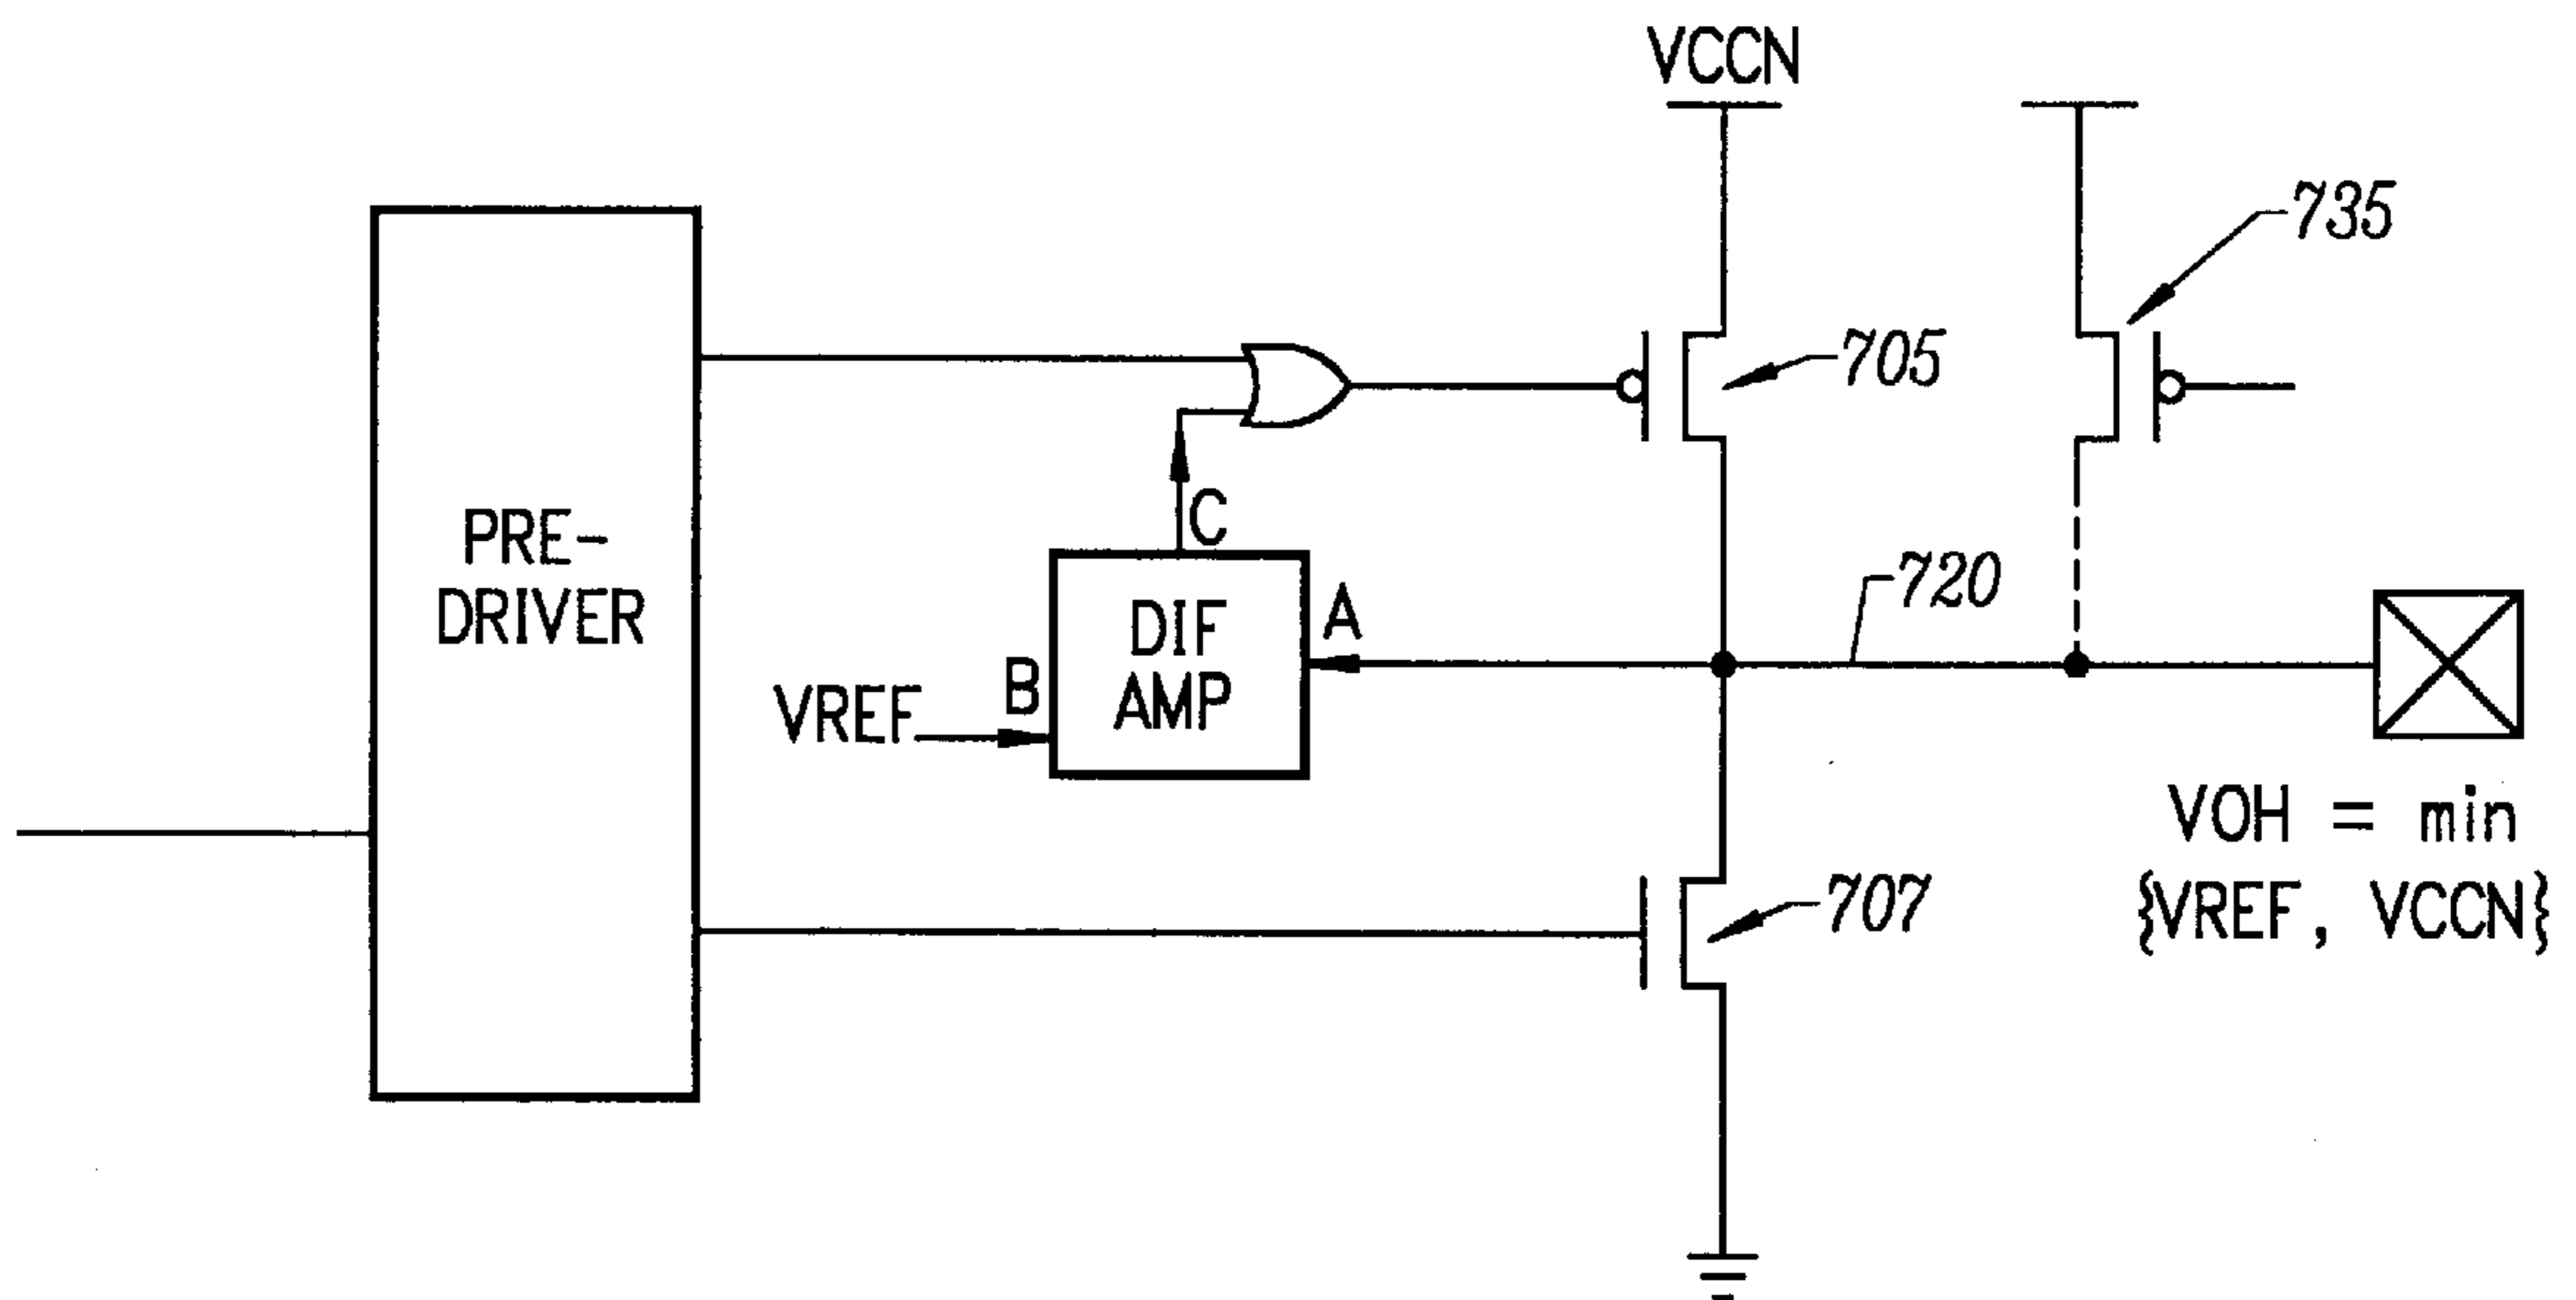 VCCN
735
705
PRE-
DRIVER
C
DIF
AMP
A
B
VREF
720
707
VOH = min
{VREF, VCCN}